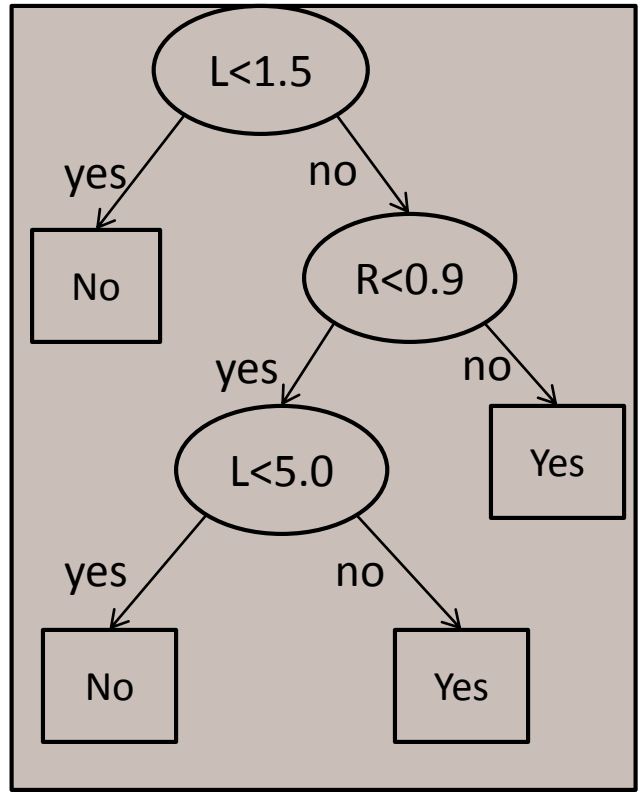 L<1.5
yes
no
No
R<0.9
yes
no
L<5.0
Yes
yes
no
No
Yes